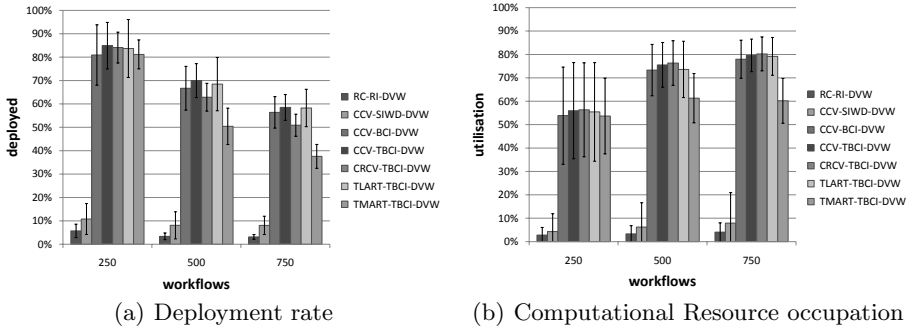 100%
90%
80%
70%
60%
50%
40%
30%
20%
10%
0%
deployed
250
500
750
workflows
RC-RI-DVW
CCV-SIWD-DVW
CCV-BCI-DVW
CCV-TBCI-DVW
CRCV-TBCI-DVW
TLART-TBCI-DVW
TMART-TBCI-DVW
(a) Deployment rate
100%
90%
80%
70%
60%
50%
40%
30%
20%
10%
0%
utilisation
250
500
750
workflows
RC-RI-DVW
CCV-SIWD-DVW
CCV-BCI-DVW
CCV-TBCI-DVW
CRCV-TBCI-DVW
TLART-TBCI-DVW
TMART-TBCI-DVW
(b) Computational Resource occupation